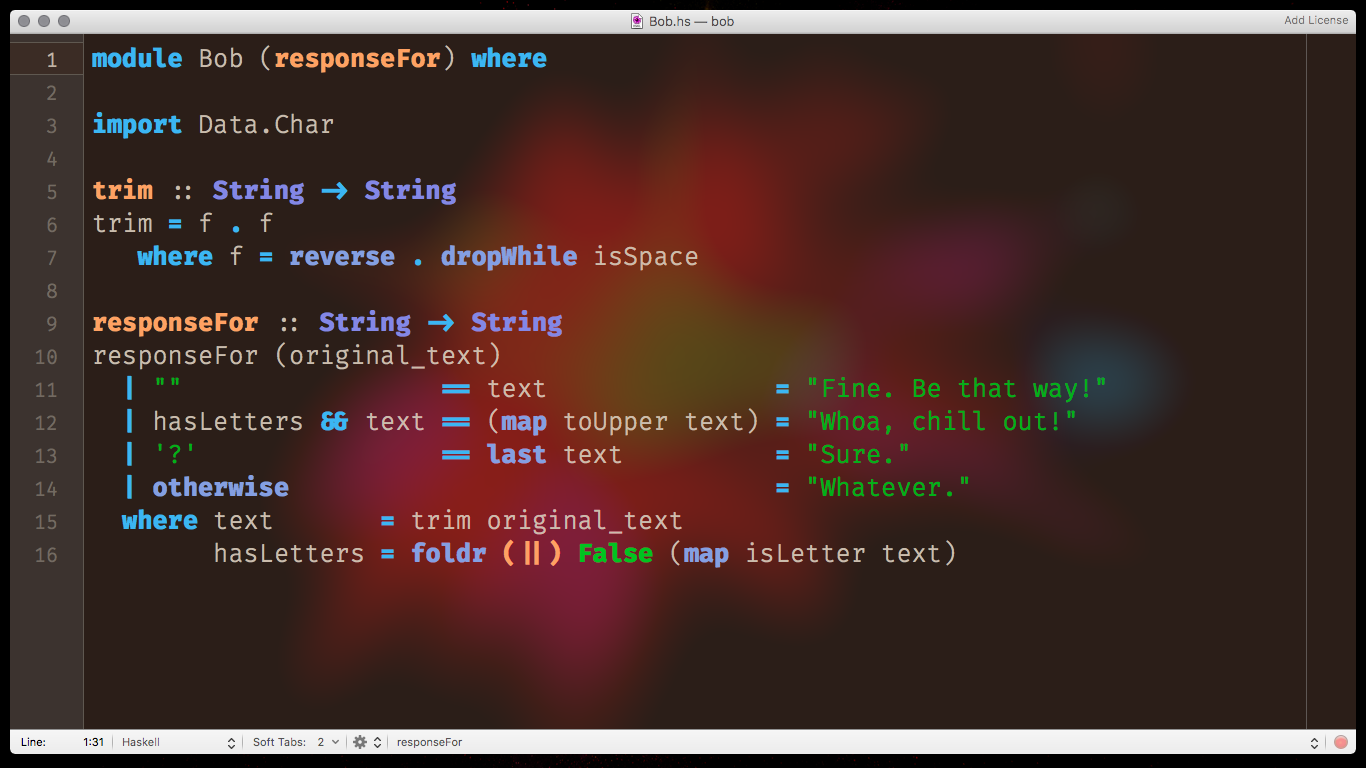 Bob.hs — bob
Add License
1 module Bob (responseFor) where
2
3 import Data.Char
4
5 trim :: String -> String
6 trim = f . f
7    where f = reverse . dropWhile isSpace
8
9 responseFor :: String -> String
10 responseFor (original_text)
11   | ""                 == text               = "Fine. Be that way!"
12   | hasLetters && text == (map toUpper text) = "Whoa, chill out!"
13   | '?'                == last text          = "Sure."
14   | otherwise                                = "Whatever."
15   where text       = trim original_text
16         hasLetters = foldr (||) False (map isLetter text)
Line: 1:31 Haskell Soft Tabs: 2 responseFor